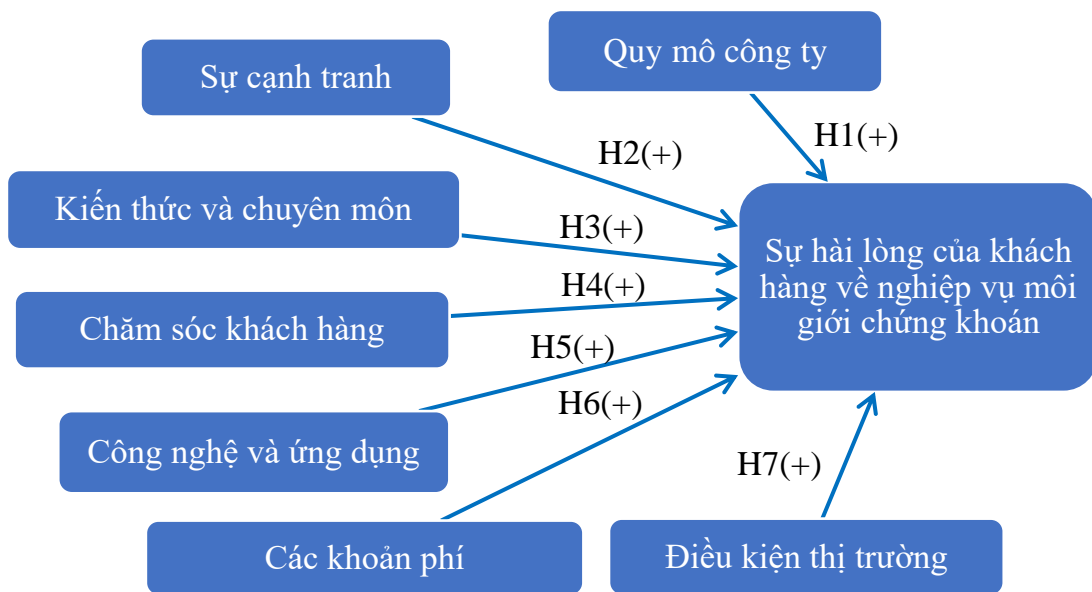 Quy mô công ty
Sự cạnh tranh
H1(+)
H2(+)
Kiến thức và chuyên môn
H3(+)
Sự hài lòng của khách
hàng về nghiệp vụ môi
giới chứng khoán
H4(+)
Chăm sóc khách hàng
H5(+)
H6(+)
Công nghệ và ứng dụng
H7(+)
Các khoản phí
Điều kiện thị trường